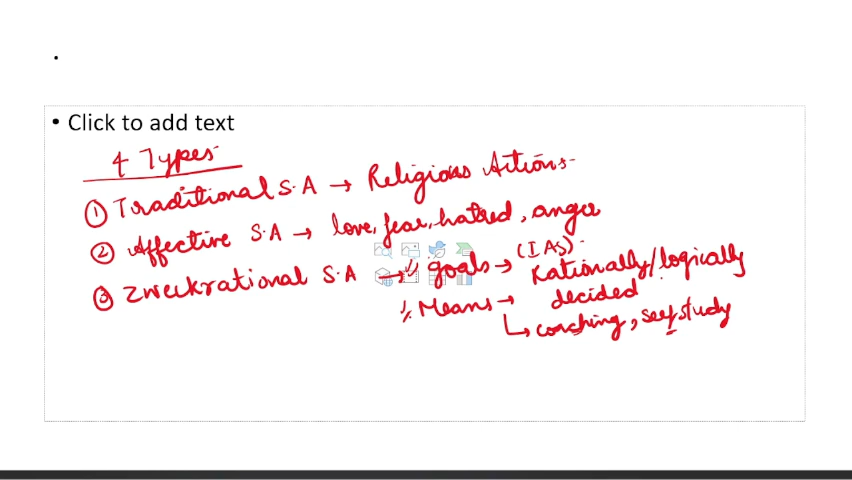 .
• Click to add text
4 Types
① Traditional S.A → Religious Actions
② Affective S.A → love, fear, hatred, anger
(IAS)
③ Zweckrational S.A → goals → Rationally/logically decided
Means →
↳ coaching, self study